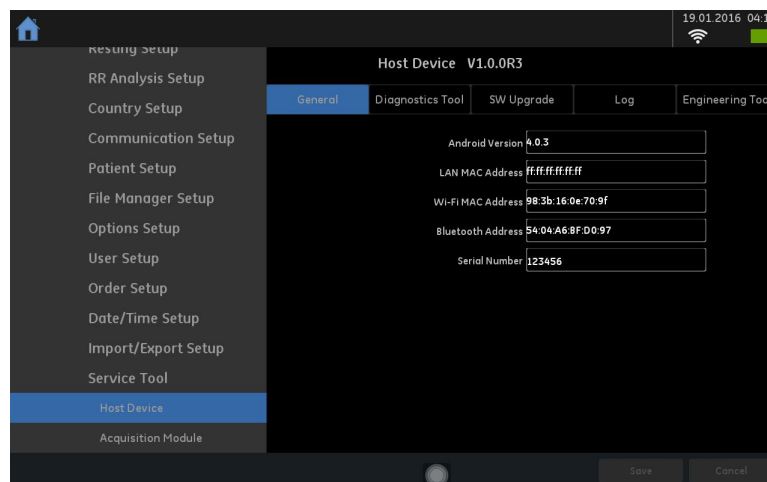 19.01.2016 04:1
Resting Setup
RR Analysis Setup
Country Setup
Communication Setup
Patient Setup
File Manager Setup
Options Setup
User Setup
Order Setup
Date/Time Setup
Import/Export Setup
Service Tool
Host Device
Acquisition Module
Host Device V1.0.0R3
General Diagnostics Tool SW Upgrade Log Engineering Too
Android Version 4.0.3
LAN MAC Address ff:ff:ff:ff:ff:ff
Wi-Fi MAC Address 98:3b:16:0e:70:9f
Bluetooth Address 54:04:A6:BF:D0:97
Serial Number 123456
Save Cancel